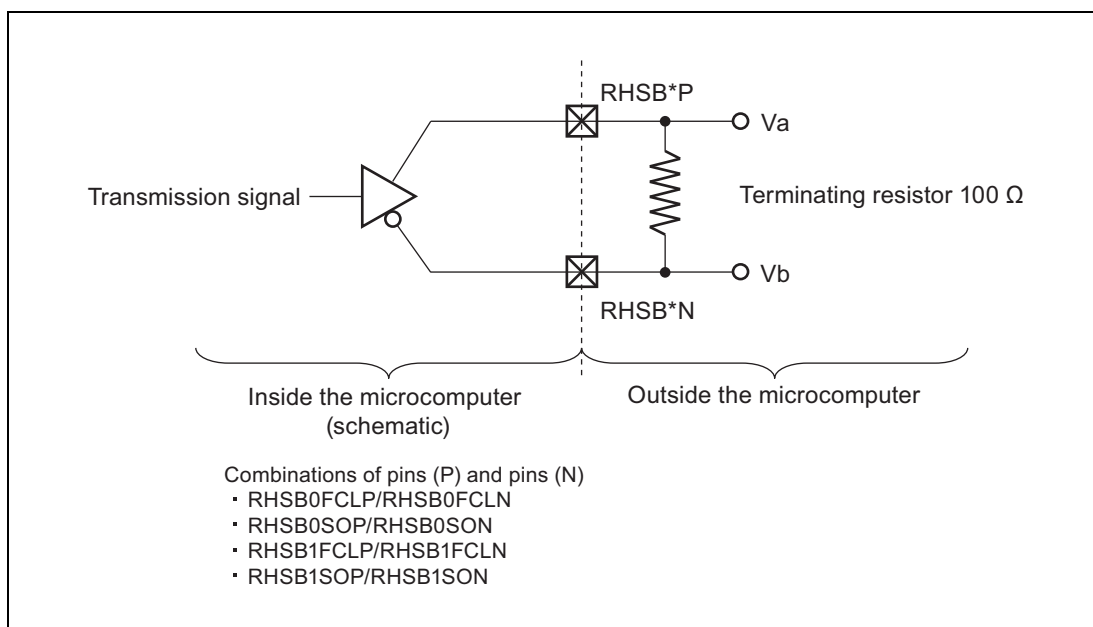 RHSB*P
Va
Transmission signal
Terminating resistor 100 Ω
Vb
RHSB*N
Inside the microcomputer
(schematic)
Outside the microcomputer
Combinations of pins (P) and pins (N)
・ RHSB0FCLP/RHSB0FCLN
・ RHSB0SOP/RHSB0SON
・ RHSB1FCLP/RHSB1FCLN
・ RHSB1SOP/RHSB1SON